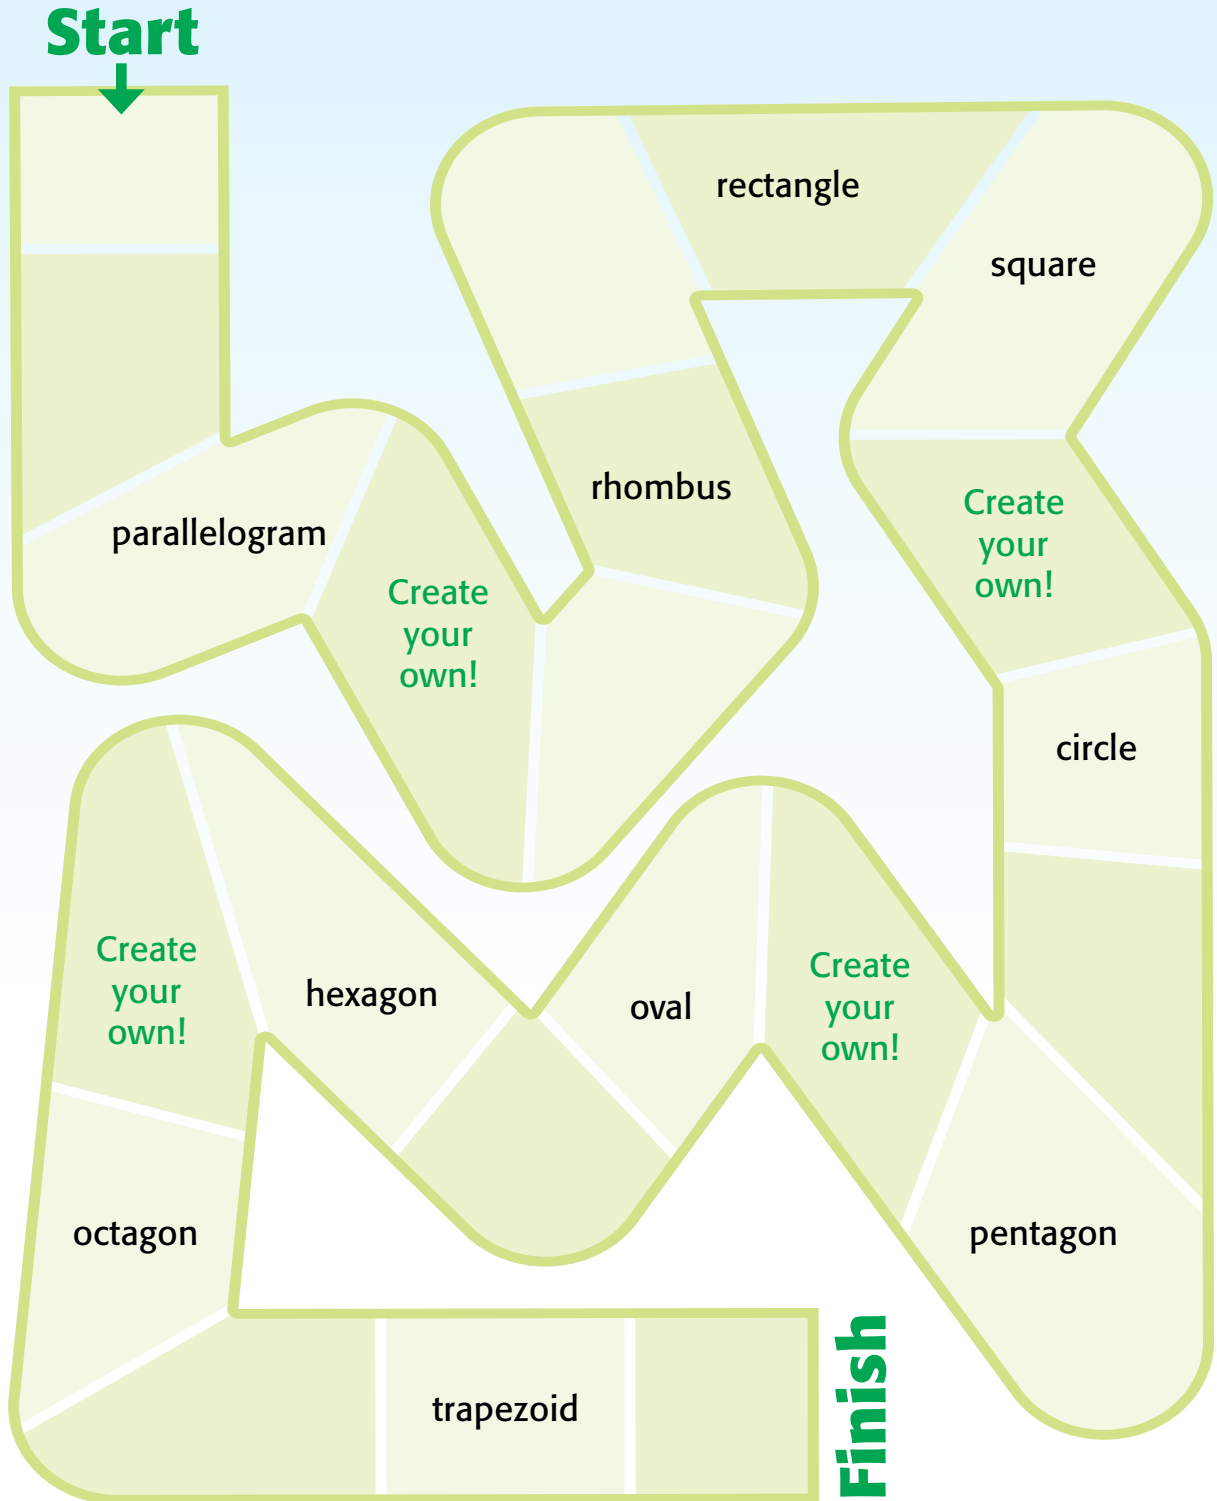 Start
parallelogram
Create
your
own!
rhombus
rectangle
square
Create
your
own!
circle
pentagon
Create
your
own!
oval
hexagon
Create
your
own!
octagon
trapezoid
Finish